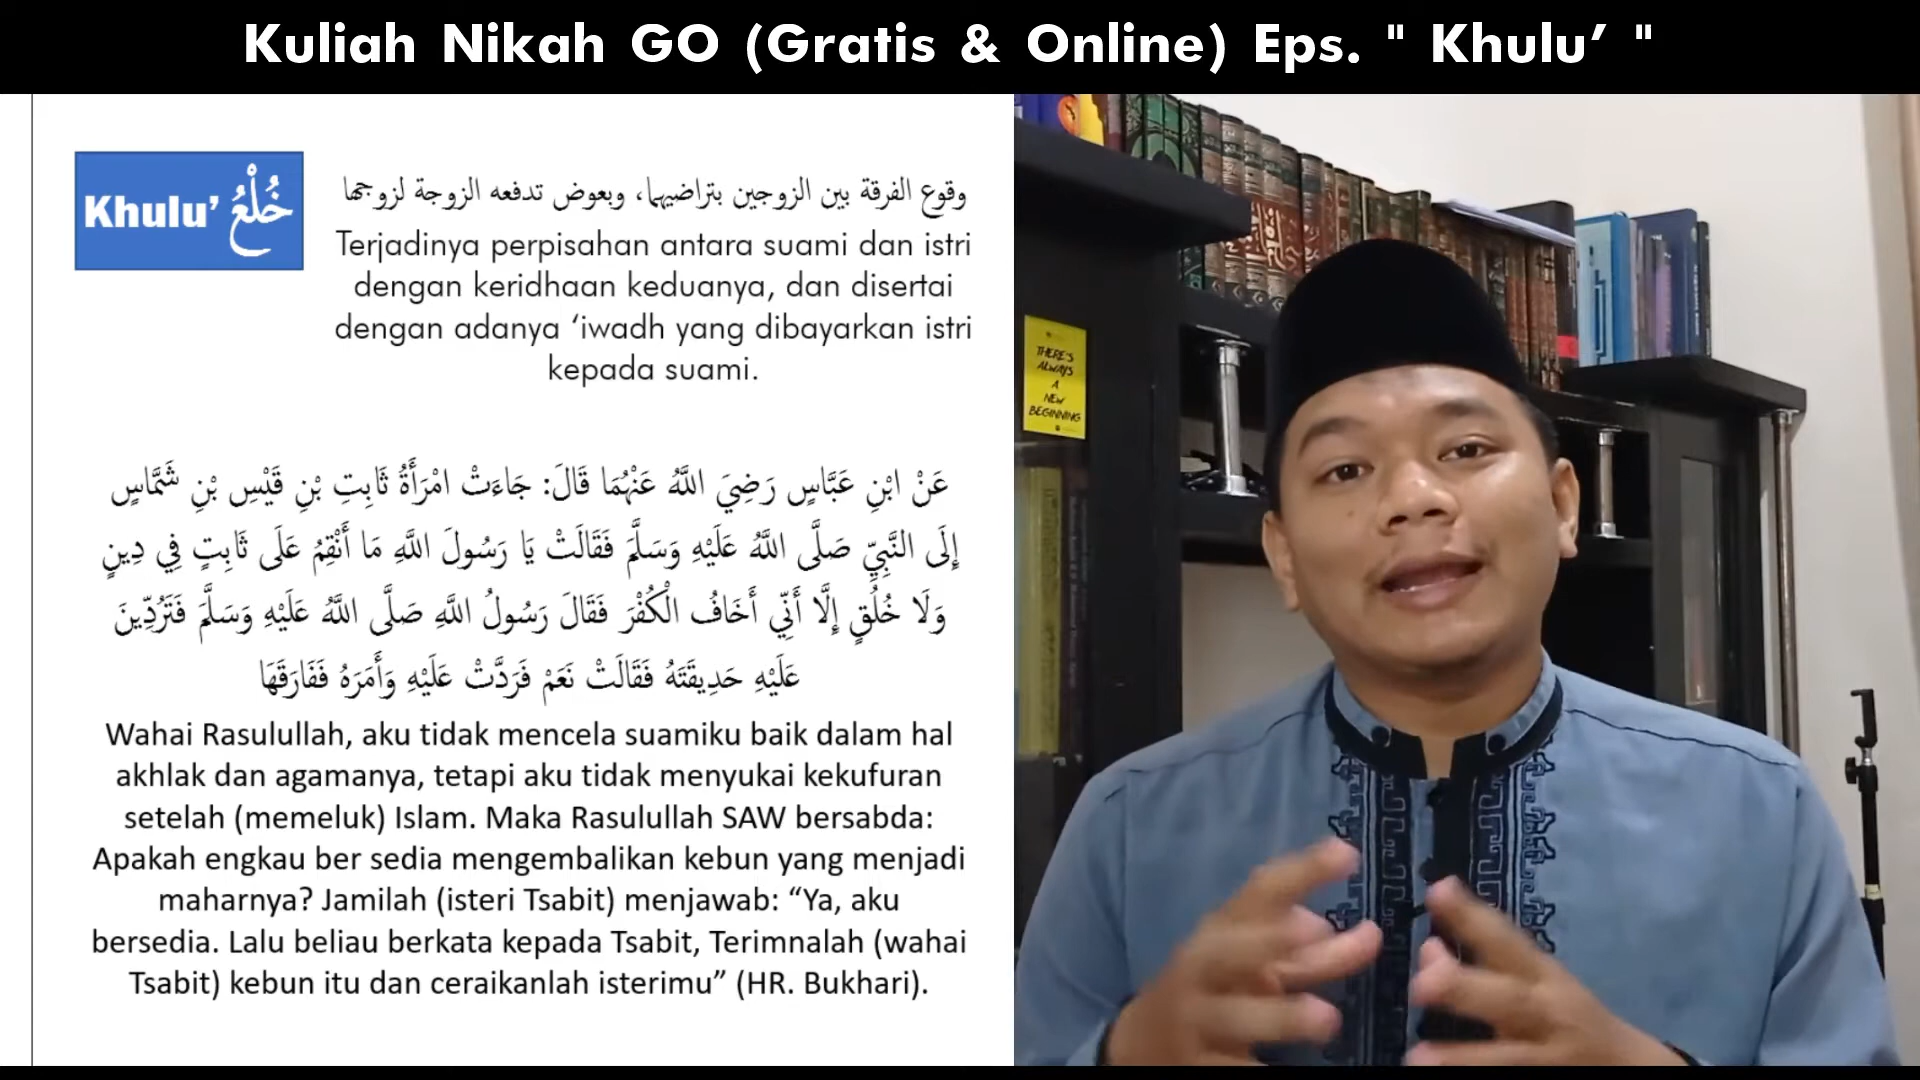 Kuliah Nikah GO (Gratis & Online) Eps. " Khulu’ "
Khulu’ خُلْعُ
وقوع الفرقة بين الزوجين بتراضيهما، وبعوض تدفعه الزوجة لزوجها
Terjadinya perpisahan antara suami dan istri
dengan keridhaan keduanya, dan disertai
dengan adanya ‘iwadh yang dibayarkan istri
kepada suami.
عَنْ ابْنِ عَبَّاسٍ رَضِيَ اللَّهُ عَنْهُمَا قَالَ: جَاءَتْ امْرَأَةُ ثَابِتِ بْنِ قَيْسِ بْنِ شَمَّاسٍ
إِلَى النَّبِيِّ صَلَّى اللَّهُ عَلَيْهِ وَسَلَّمَ فَقَالَتْ يَا رَسُولَ اللَّهِ مَا أَنْقِمُ عَلَى ثَابِتٍ فِي دِينٍ
وَلَا خُلُقٍ إِلَّا أَنِّي أَخَافُ الْكُفْرَ فَقَالَ رَسُولُ اللَّهِ صَلَّى اللَّهُ عَلَيْهِ وَسَلَّمَ فَتَرُدِّينَ
عَلَيْهِ حَدِيقَتَهُ فَقَالَتْ نَعَمْ فَرَدَّتْ عَلَيْهِ وَأَمَرَهُ فَفَارَقَهَا
Wahai Rasulullah, aku tidak mencela suamiku baik dalam hal
akhlak dan agamanya, tetapi aku tidak menyukai kekufuran
setelah (memeluk) Islam. Maka Rasulullah SAW bersabda:
Apakah engkau ber sedia mengembalikan kebun yang menjadi
maharnya? Jamilah (isteri Tsabit) menjawab: “Ya, aku
bersedia. Lalu beliau berkata kepada Tsabit, Terimnalah (wahai
Tsabit) kebun itu dan ceraikanlah isterimu” (HR. Bukhari).
THERE'S
ALWAYS
A
NEW
BEGINNING